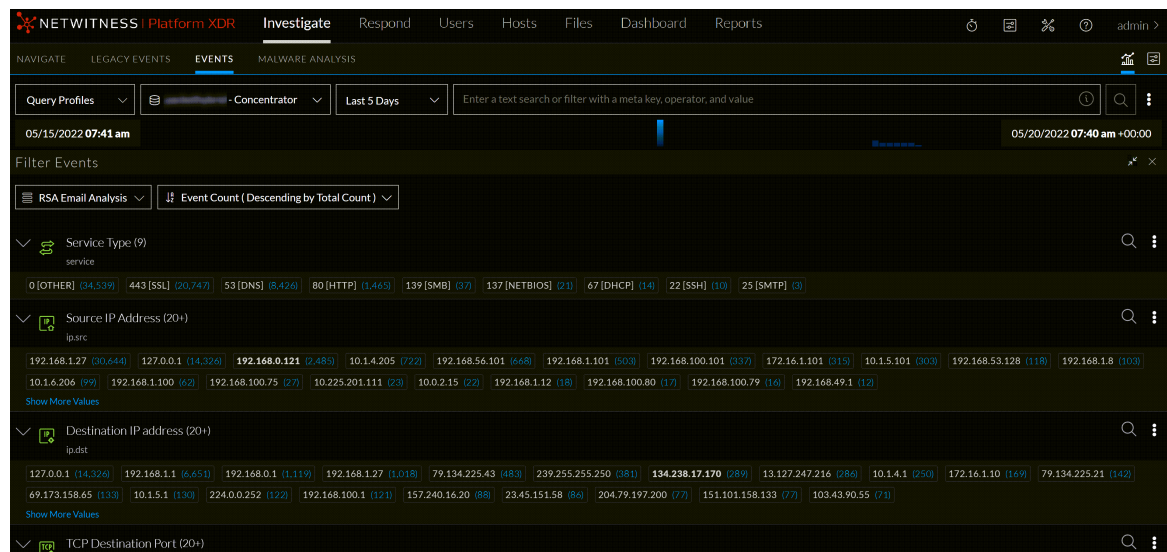 NETWITNESS | Platform XDR Investigate Respond Users Hosts Files Dashboard Reports admin >
NAVIGATE LEGACY EVENTS EVENTS MALWARE ANALYSIS
Query Profiles - Concentrator Last 5 Days Enter a text search or filter with a meta key, operator, and value
05/15/2022 07:41 am 05/20/2022 07:40 am +00:00
Filter Events
RSA Email Analysis Event Count ( Descending by Total Count )
Service Type (9)
service
0 [OTHER] (34,539) 443 [SSL] (20,747) 53 [DNS] (8,426) 80 [HTTP] (1,465) 139 [SMB] (37) 137 [NETBIOS] (21) 67 [DHCP] (14) 22 [SSH] (10) 25 [SMTP] (3)
Source IP Address (20+)
ip.src
192.168.1.27 (30,644) 127.0.0.1 (14,326) 192.168.0.121 (2,485) 10.1.4.205 (722) 192.168.56.101 (668) 192.168.1.101 (503) 192.168.100.101 (337) 172.16.1.101 (315) 10.1.5.101 (303) 192.168.53.128 (118) 192.168.1.8 (103)
10.1.6.206 (99) 192.168.1.100 (62) 192.168.100.75 (27) 10.225.201.111 (23) 10.0.2.15 (22) 192.168.1.12 (18) 192.168.100.80 (17) 192.168.100.79 (16) 192.168.49.1 (12)
Show More Values
Destination IP address (20+)
ip.dst
127.0.0.1 (14,326) 192.168.1.1 (6,651) 192.168.0.1 (1,119) 192.168.1.27 (1,018) 79.134.225.43 (483) 239.255.255.250 (381) 134.238.17.170 (289) 13.127.247.216 (286) 10.1.4.1 (250) 172.16.1.10 (169) 79.134.225.21 (142)
69.173.158.65 (133) 10.1.5.1 (130) 224.0.0.252 (122) 192.168.100.1 (121) 157.240.16.20 (88) 23.45.151.58 (86) 204.79.197.200 (77) 151.101.158.133 (77) 103.43.90.55 (71)
Show More Values
TCP Destination Port (20+)